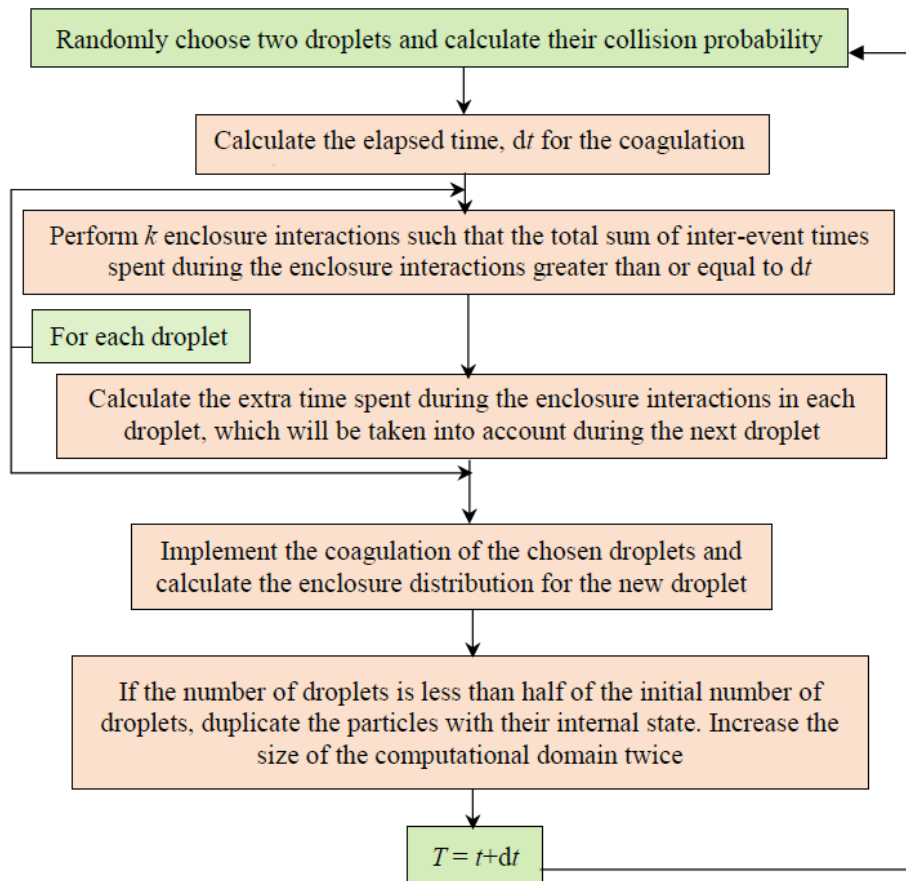 Randomly choose two droplets and calculate their collision probability
Calculate the elapsed time, dt for the coagulation
Perform k enclosure interactions such that the total sum of inter-event times
spent during the enclosure interactions greater than or equal to dt
For each droplet
Calculate the extra time spent during the enclosure interactions in each
droplet, which will be taken into account during the next droplet
Implement the coagulation of the chosen droplets and
calculate the enclosure distribution for the new droplet
If the number of droplets is less than half of the initial number of
droplets, duplicate the particles with their internal state. Increase the
size of the computational domain twice
T = t+dt